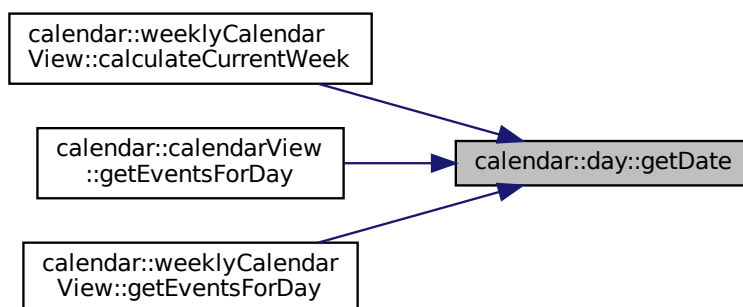 calendar::weeklyCalendar
View::calculateCurrentWeek
calendar::calendarView
::getEventsForDay
calendar::day::getDate
calendar::weeklyCalendar
View::getEventsForDay